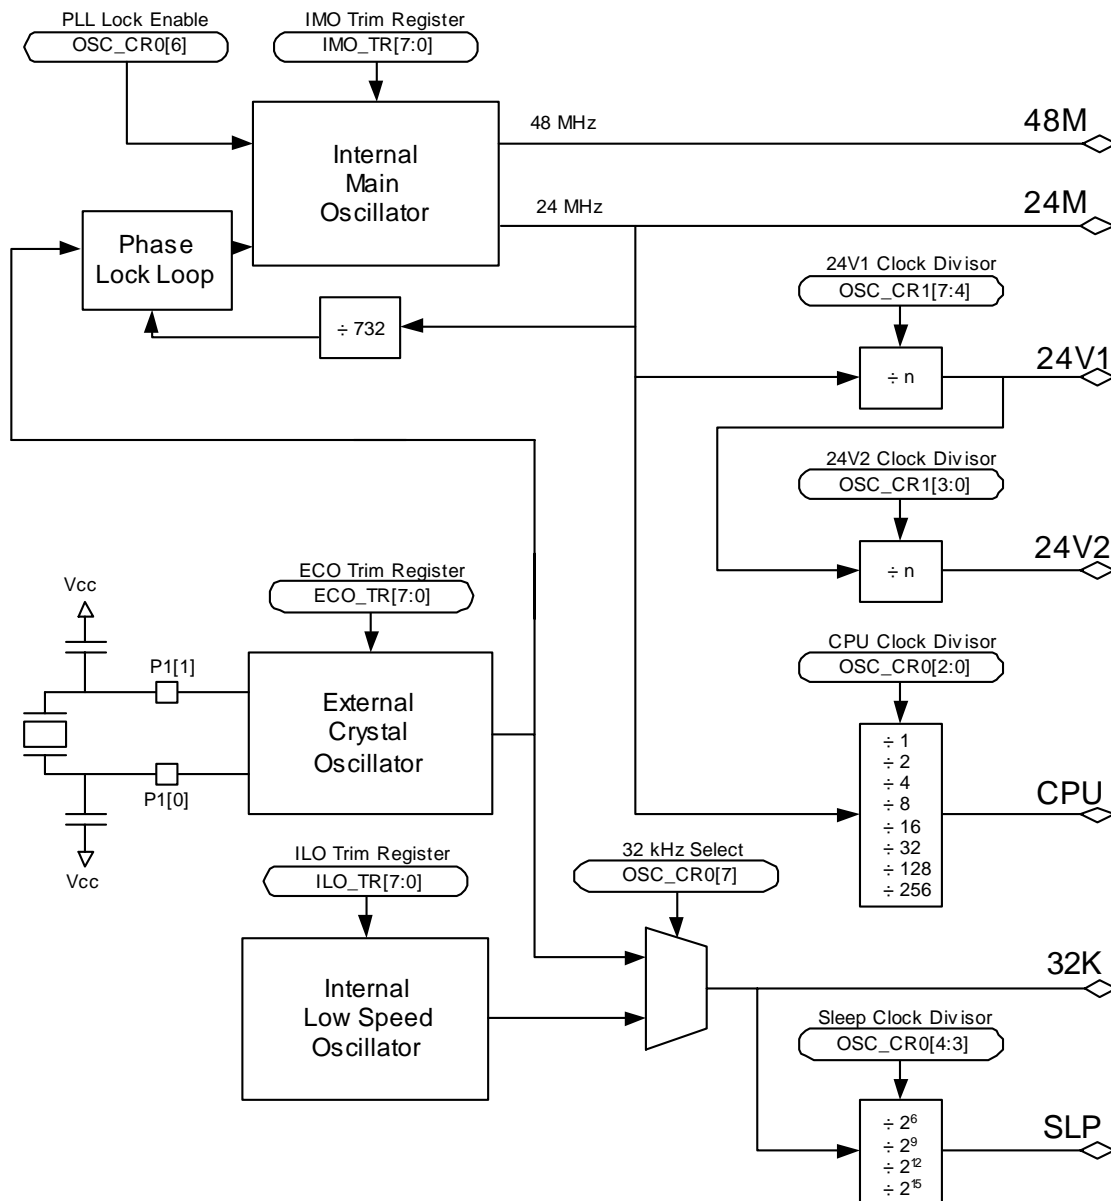 PLL Lock Enable
OSC_CR0[6]
IMO Trim Register
IMO_TR[7:0]
48 MHz
48M
Internal
Main
Oscillator
24 MHz
24M
Phase
Lock Loop
÷ 732
24V1 Clock Divisor
OSC_CR1[7:4]
÷ n
24V1
24V2 Clock Divisor
OSC_CR1[3:0]
÷ n
24V2
ECO Trim Register
ECO_TR[7:0]
Vcc
P1[1]
External
Crystal
Oscillator
P1[0]
Vcc
CPU Clock Divisor
OSC_CR0[2:0]
÷ 1
÷ 2
÷ 4
÷ 8
÷ 16
÷ 32
÷ 128
÷ 256
CPU
ILO Trim Register
ILO_TR[7:0]
32 kHz Select
OSC_CR0[7]
Internal
Low Speed
Oscillator
32K
Sleep Clock Divisor
OSC_CR0[4:3]
÷ 2⁶
÷ 2⁹
÷ 2¹²
÷ 2¹⁵
SLP